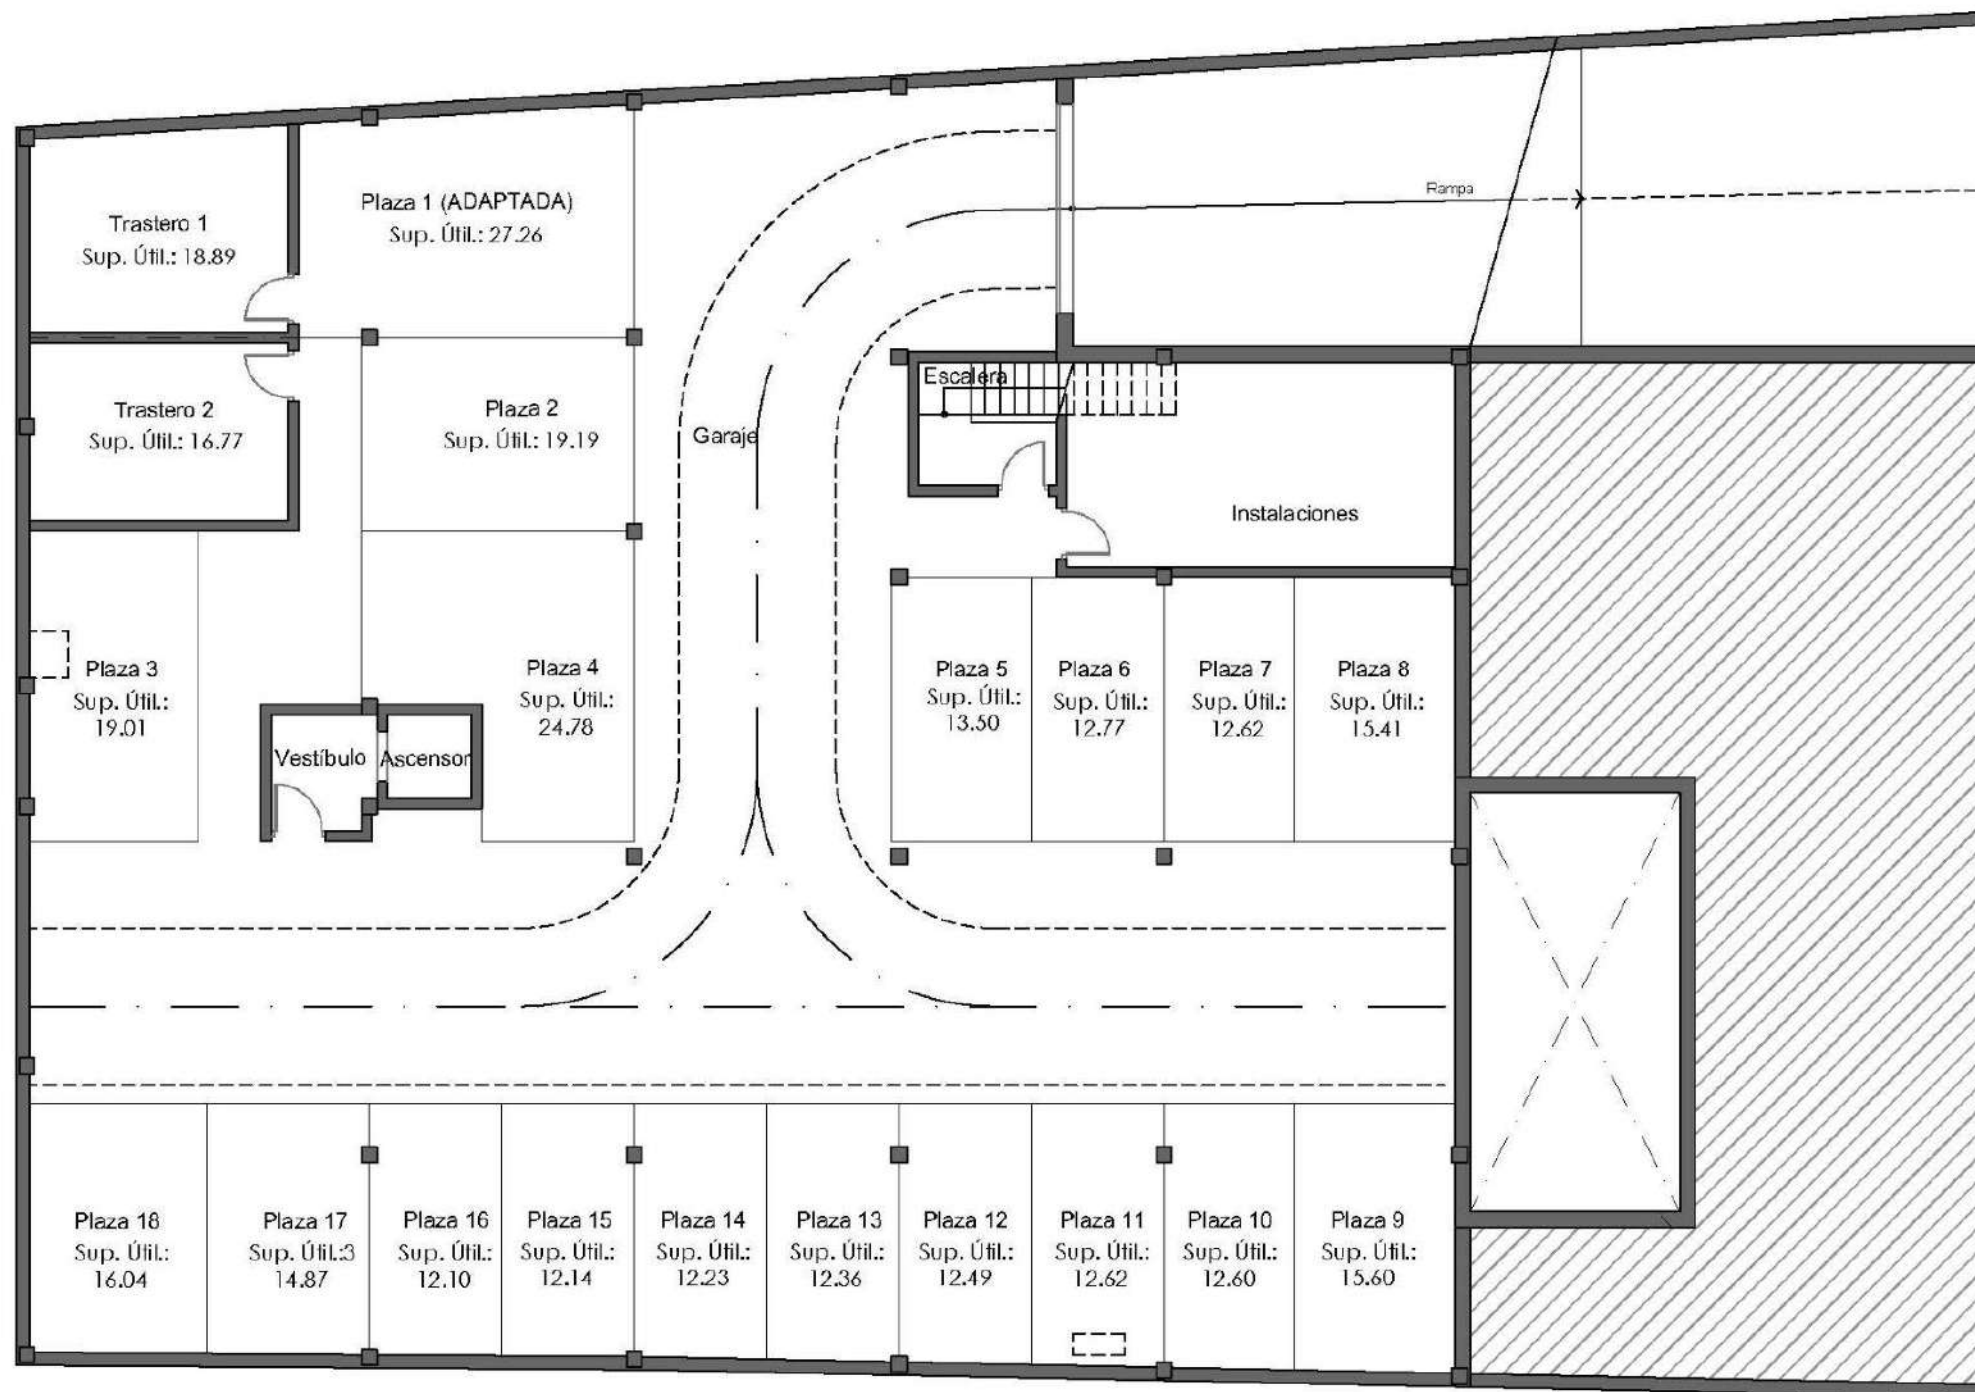 Rampa
Plaza 1 (ADAPTADA)
Sup. Útil.: 27.26
Trastero 1
Sup. Útil.: 18.89
Escalera
Trastero 2
Sup. Útil.: 16.77
Plaza 2
Sup. Útil.: 19.19
Garaje
Instalaciones
Plaza 3
Sup. Útil.:
19.01
Plaza 4
Sup. Útil.:
24.78
Plaza 5
Sup. Útil.:
13.50
Plaza 6
Sup. Útil.:
12.77
Plaza 7
Sup. Útil.:
12.62
Plaza 8
Sup. Útil.:
15.41
Vestíbulo
Ascensor
Plaza 18
Sup. Útil.:
16.04
Plaza 17
Sup. Útil.:3
14.87
Plaza 16
Sup. Útil.:
12.10
Plaza 15
Sup. Útil.:
12.14
Plaza 14
Sup. Útil.:
12.23
Plaza 13
Sup. Útil.:
12.36
Plaza 12
Sup. Útil.:
12.49
Plaza 11
Sup. Útil.:
12.62
Plaza 10
Sup. Útil.:
12.60
Plaza 9
Sup. Útil.:
15.60